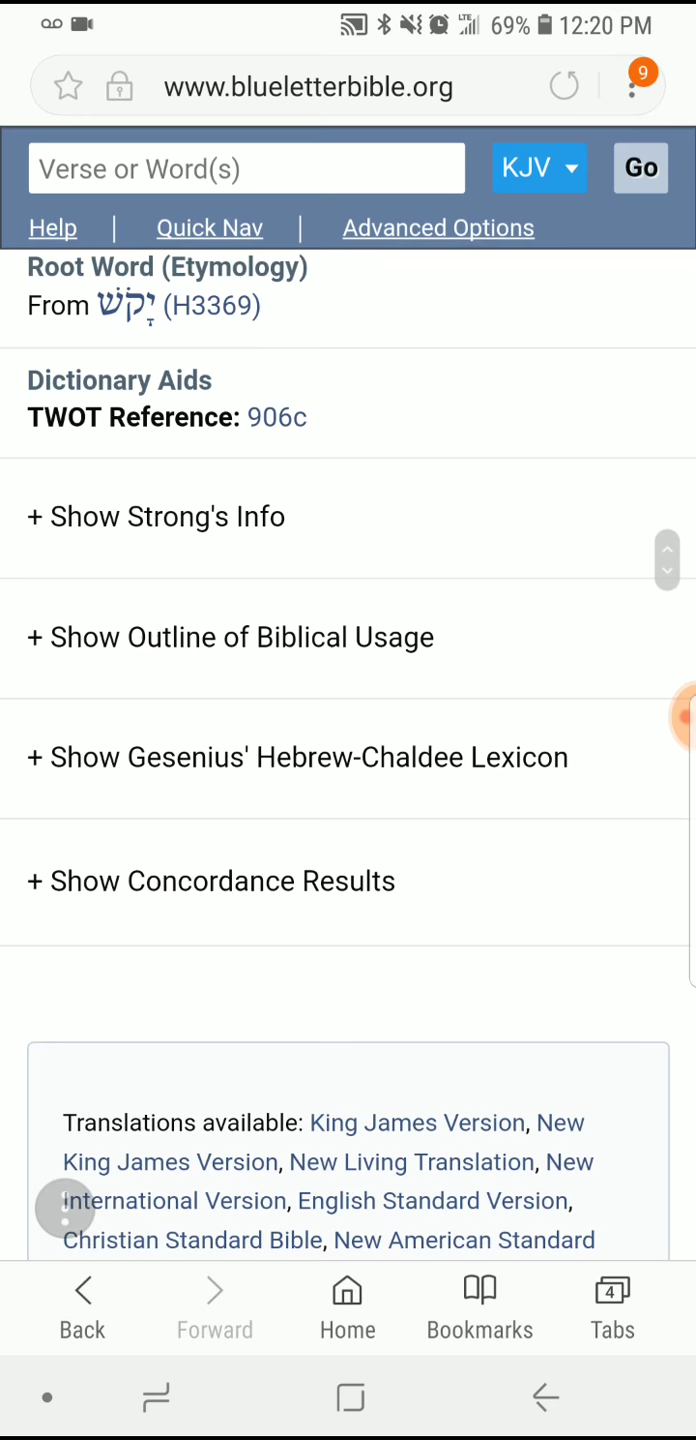 LTE 69% 12:20 PM
www.blueletterbible.org 9
Verse or Word(s) KJV Go
Help | Quick Nav | Advanced Options
Root Word (Etymology)
From יָקֹשׁ (H3369)
Dictionary Aids
TWOT Reference: 906c
+ Show Strong's Info
+ Show Outline of Biblical Usage
+ Show Gesenius' Hebrew-Chaldee Lexicon
+ Show Concordance Results
Translations available: King James Version, New
King James Version, New Living Translation, New
International Version, English Standard Version,
Christian Standard Bible, New American Standard
4
Back Forward Home Bookmarks Tabs